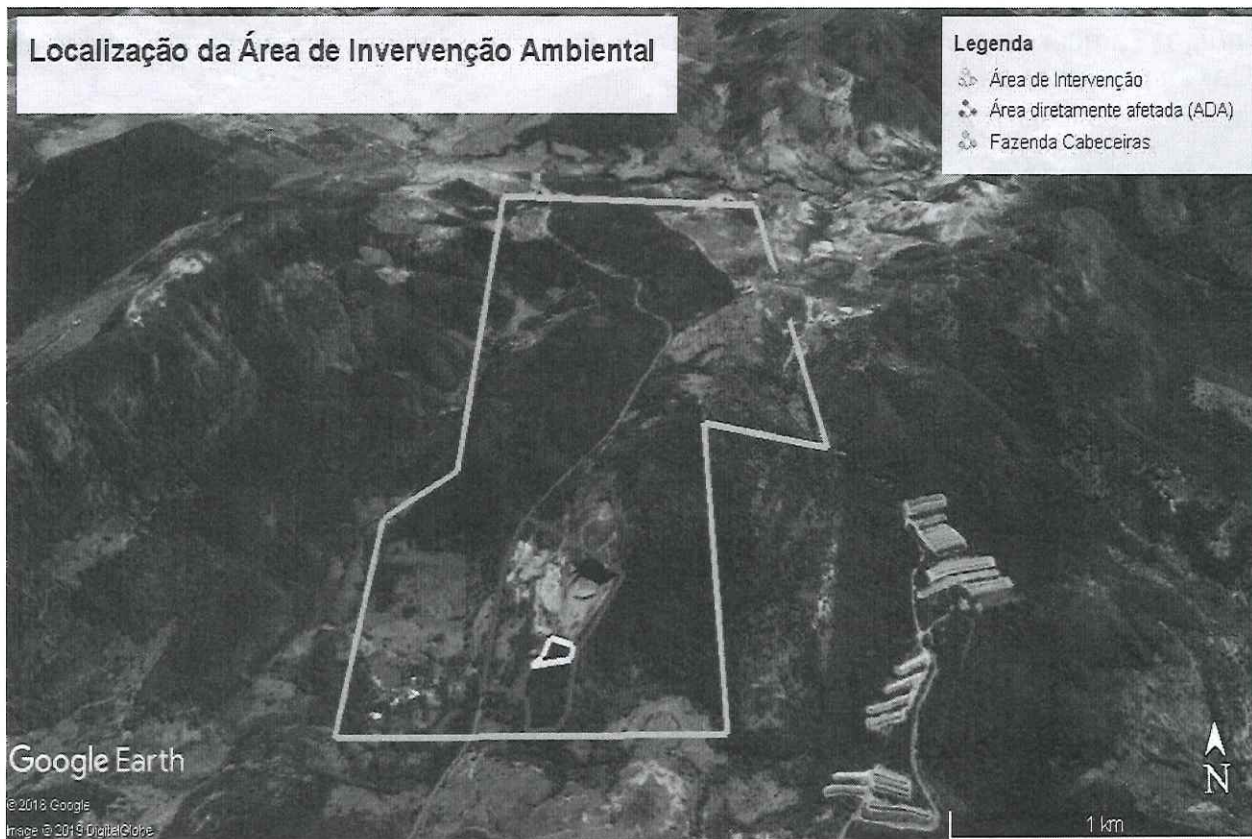 Localização da Área de Invervenção Ambiental
Legenda
Área de Intervenção
Área diretamente afetada (ADA)
Fazenda Cabeceiras
Google Earth
© 2018 Google
Image © 2019 DigitalGlobe
N
1 km